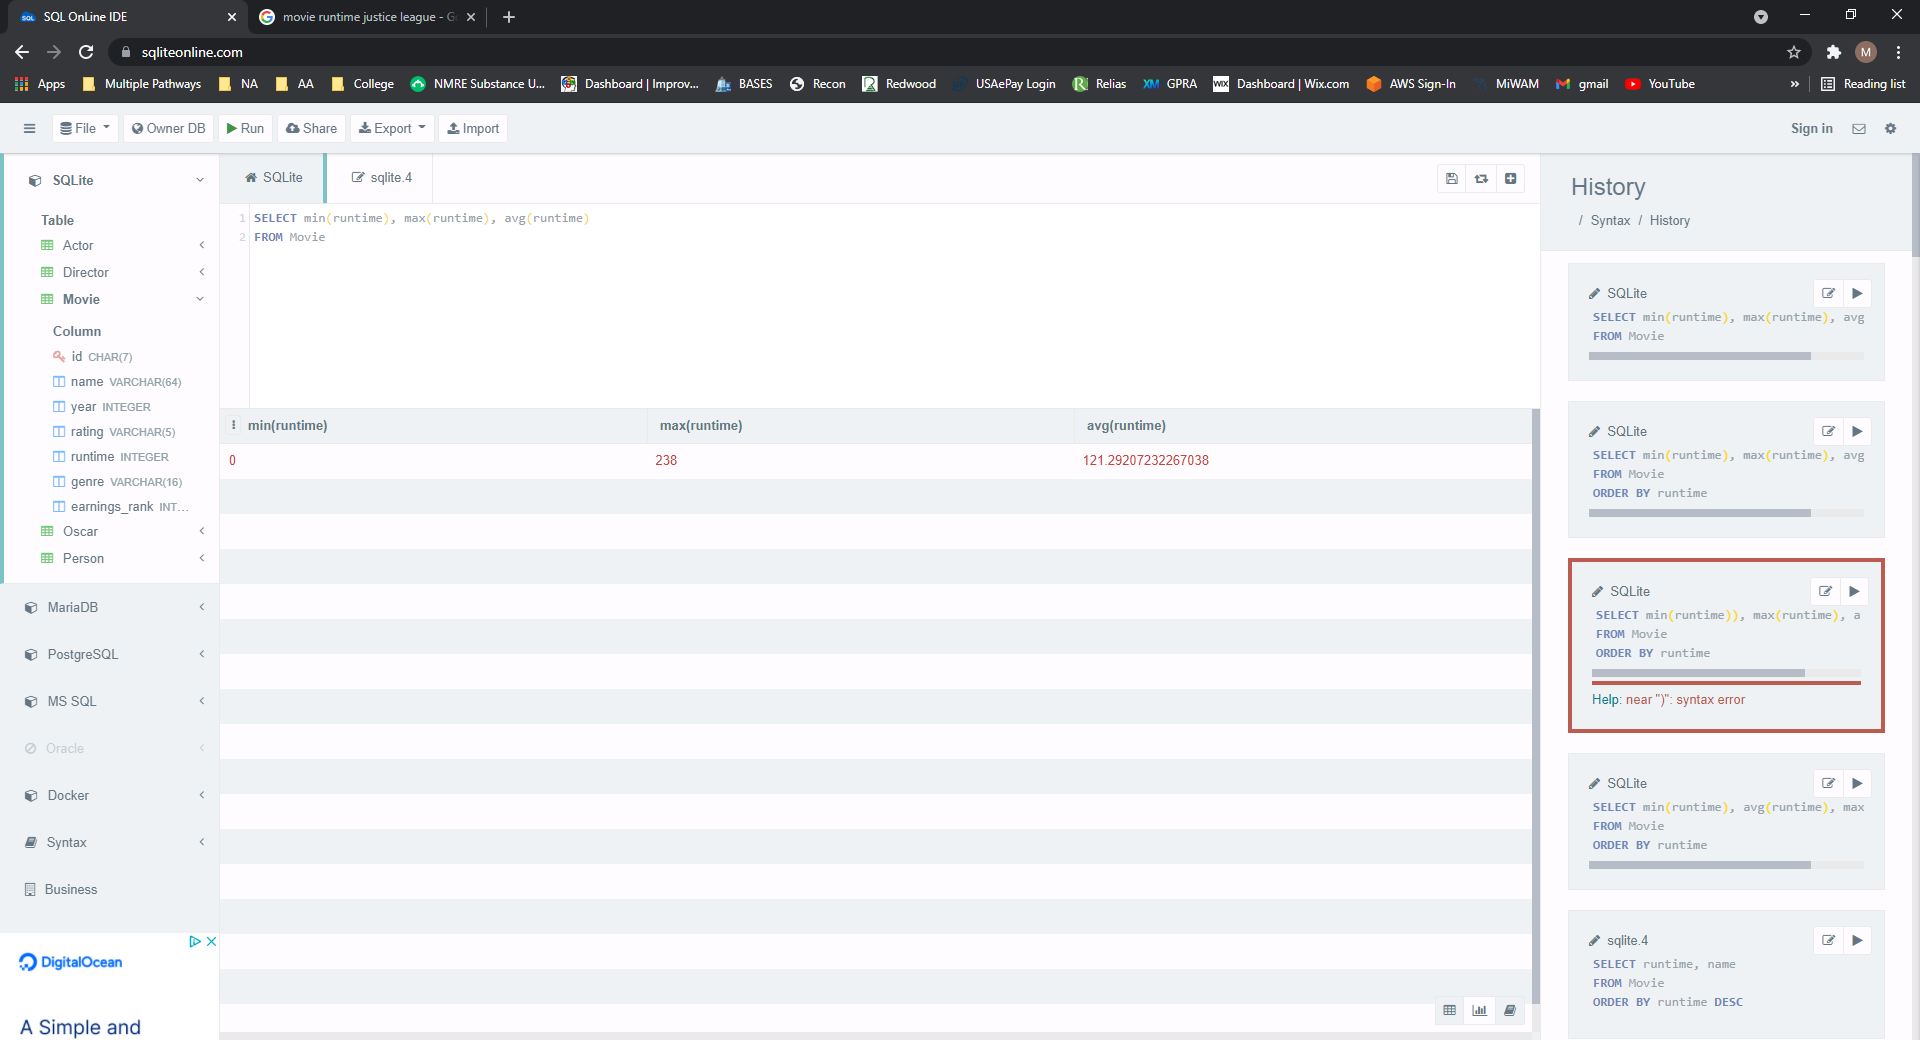 SQL OnLine IDE
movie runtime justice league - G
sqliteonline.com
M
Apps
Multiple Pathways
NA
AA
College
NMRE Substance U...
Dashboard | Improv...
BASES
Recon
Redwood
USAePay Login
Relias
GPRA
Dashboard | Wix.com
AWS Sign-In
MiWAM
gmail
YouTube
»
Reading list
File
Owner DB
Run
Share
Export
Import
Sign in
SQLite
Table
Actor
Director
Movie
Column
id CHAR(7)
name VARCHAR(64)
year INTEGER
rating VARCHAR(5)
runtime INTEGER
genre VARCHAR(16)
earnings_rank INT...
Oscar
Person
MariaDB
PostgreSQL
MS SQL
Oracle
Docker
Syntax
Business
DigitalOcean
A Simple and
SQLite
sqlite.4
1 SELECT min(runtime), max(runtime), avg(runtime)
2 FROM Movie
min(runtime) max(runtime) avg(runtime)
0 238 121.29207232267038
History
/ Syntax / History
SQLite
SELECT min(runtime), max(runtime), avg
FROM Movie
SQLite
SELECT min(runtime), max(runtime), avg
FROM Movie
ORDER BY runtime
SQLite
SELECT min(runtime)), max(runtime), a
FROM Movie
ORDER BY runtime
Help: near ")": syntax error
SQLite
SELECT min(runtime), avg(runtime), max
FROM Movie
ORDER BY runtime
sqlite.4
SELECT runtime, name
FROM Movie
ORDER BY runtime DESC